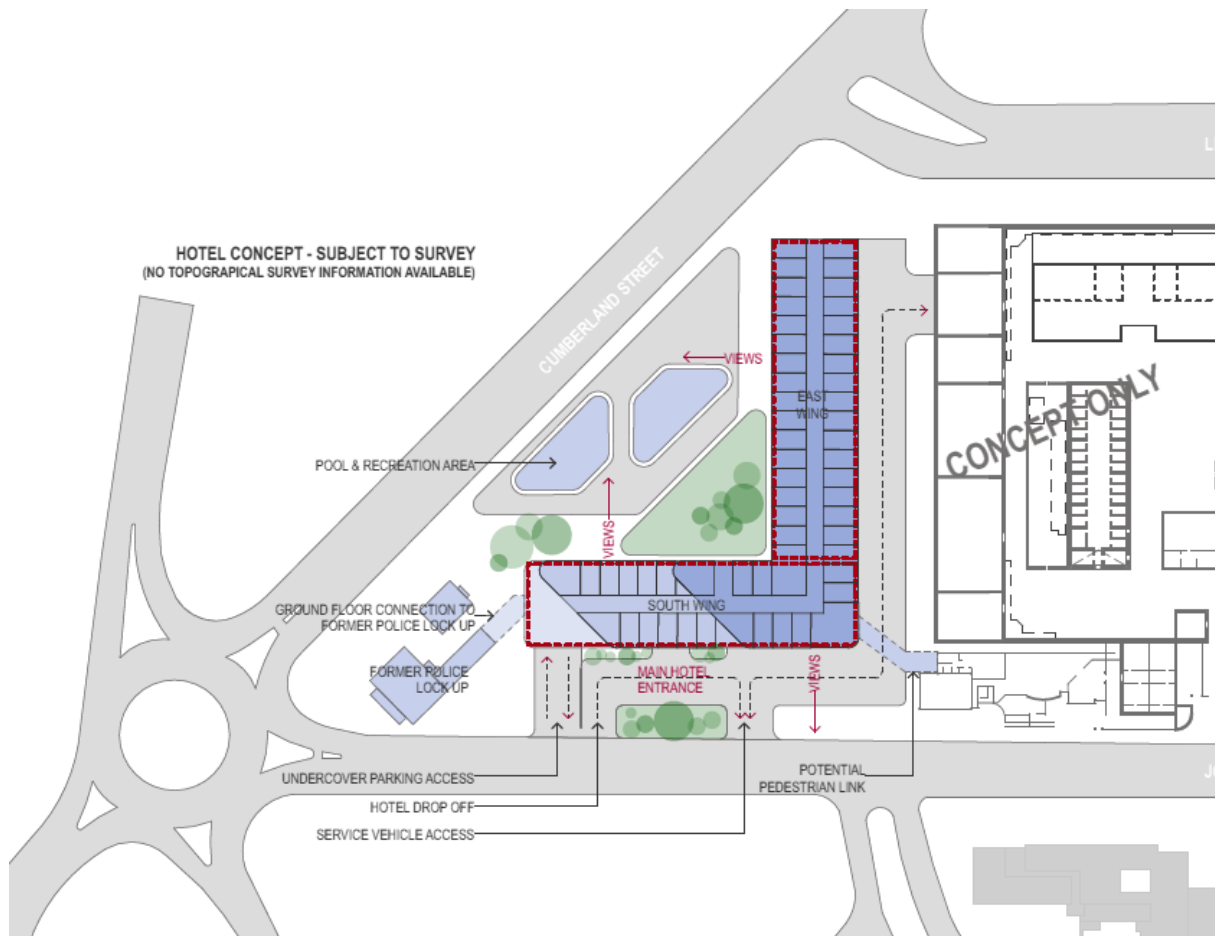 HOTEL CONCEPT - SUBJECT TO SURVEY
(NO TOPOGRAPICAL SURVEY INFORMATION AVAILABLE)
CUMBERLAND STREET
VIEWS
EAST
WING
CONCEPT ONLY
POOL & RECREATION AREA
VIEWS
GROUND FLOOR CONNECTION TO
FORMER POLICE LOCK UP
SOUTH WING
FORMER POLICE
LOCK UP
MAIN HOTEL
ENTRANCE
VIEWS
UNDERCOVER PARKING ACCESS
POTENTIAL
PEDESTRIAN LINK
HOTEL DROP OFF
SERVICE VEHICLE ACCESS